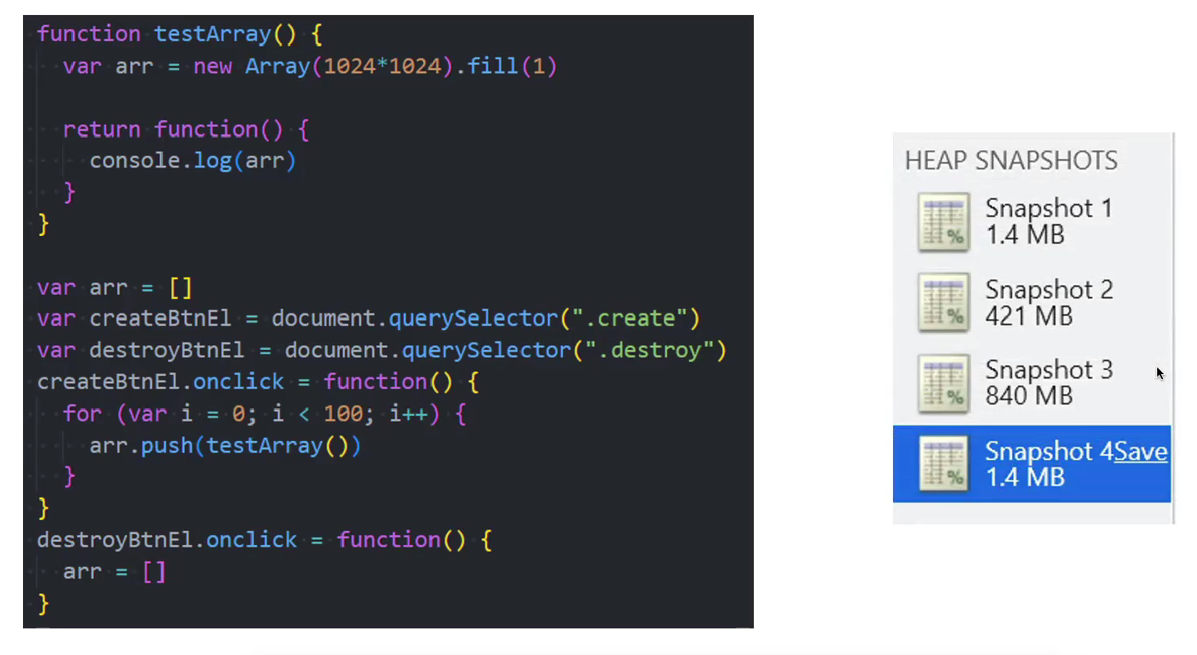 function testArray() {
  var arr = new Array(1024*1024).fill(1)
  return function() {
    console.log(arr)
  }
}
var arr = []
var createBtnEl = document.querySelector(".create")
var destroyBtnEl = document.querySelector(".destroy")
createBtnEl.onclick = function() {
  for (var i = 0; i < 100; i++) {
    arr.push(testArray())
  }
}
destroyBtnEl.onclick = function() {
  arr = []
}
HEAP SNAPSHOTS
Snapshot 1
1.4 MB
Snapshot 2
421 MB
Snapshot 3
840 MB
Snapshot 4Save
1.4 MB